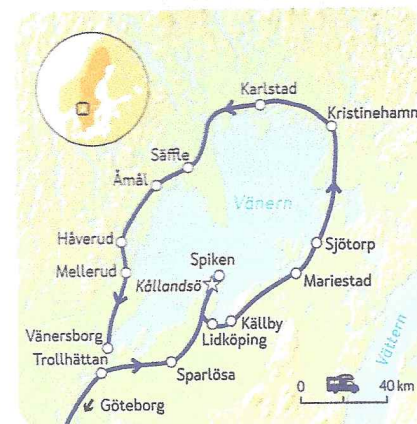 Karlstad
Kristinehamn
Säffle
Åmål
Vänern
Håverud
Sjötorp
Spiken
Mellerud
Kållandsö
Mariestad
Vänersborg
Källby
Lidköping
Trollhättan
Sparlösa
Vättern
0 40 km
Göteborg